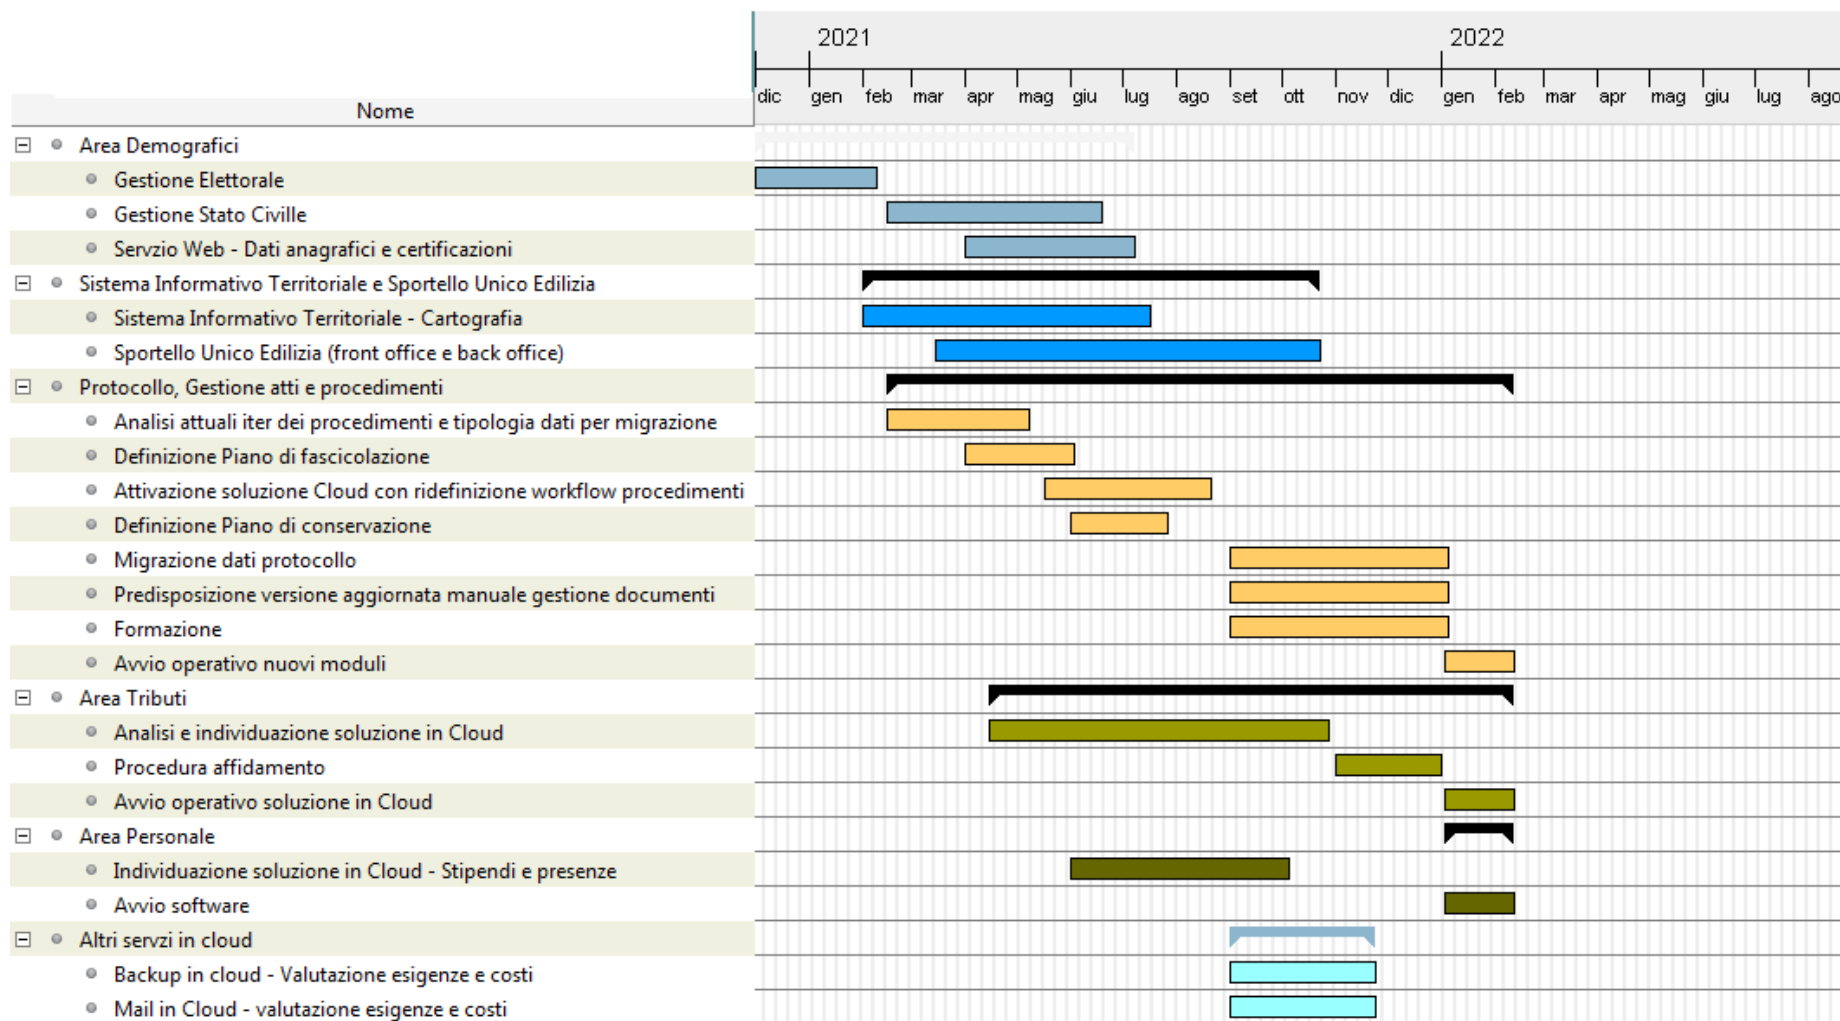 2021 2022
dic gen feb mar apr mag giu lug ago set ott nov dic gen feb mar apr mag giu lug ago
Nome
Area Demografici
Gestione Elettorale
Gestione Stato Civille
Servzio Web - Dati anagrafici e certificazioni
Sistema Informativo Territoriale e Sportello Unico Edilizia
Sistema Informativo Territoriale - Cartografia
Sportello Unico Edilizia (front office e back office)
Protocollo, Gestione atti e procedimenti
Analisi attuali iter dei procedimenti e tipologia dati per migrazione
Definizione Piano di fascicolazione
Attivazione soluzione Cloud con ridefinizione workflow procedimenti
Definizione Piano di conservazione
Migrazione dati protocollo
Predisposizione versione aggiornata manuale gestione documenti
Formazione
Avvio operativo nuovi moduli
Area Tributi
Analisi e individuazione soluzione in Cloud
Procedura affidamento
Avvio operativo soluzione in Cloud
Area Personale
Individuazione soluzione in Cloud - Stipendi e presenze
Avvio software
Altri servzi in cloud
Backup in cloud - Valutazione esigenze e costi
Mail in Cloud - valutazione esigenze e costi